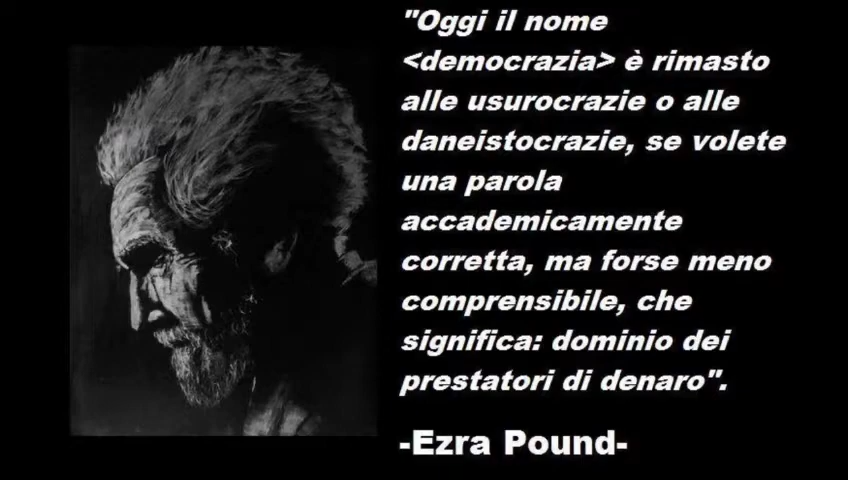 "Oggi il nome
<democrazia> è rimasto
alle usurocrazie o alle
daneistocrazie, se volete
una parola
accademicamente
corretta, ma forse meno
comprensibile, che
significa: dominio dei
prestatori di denaro".
-Ezra Pound-